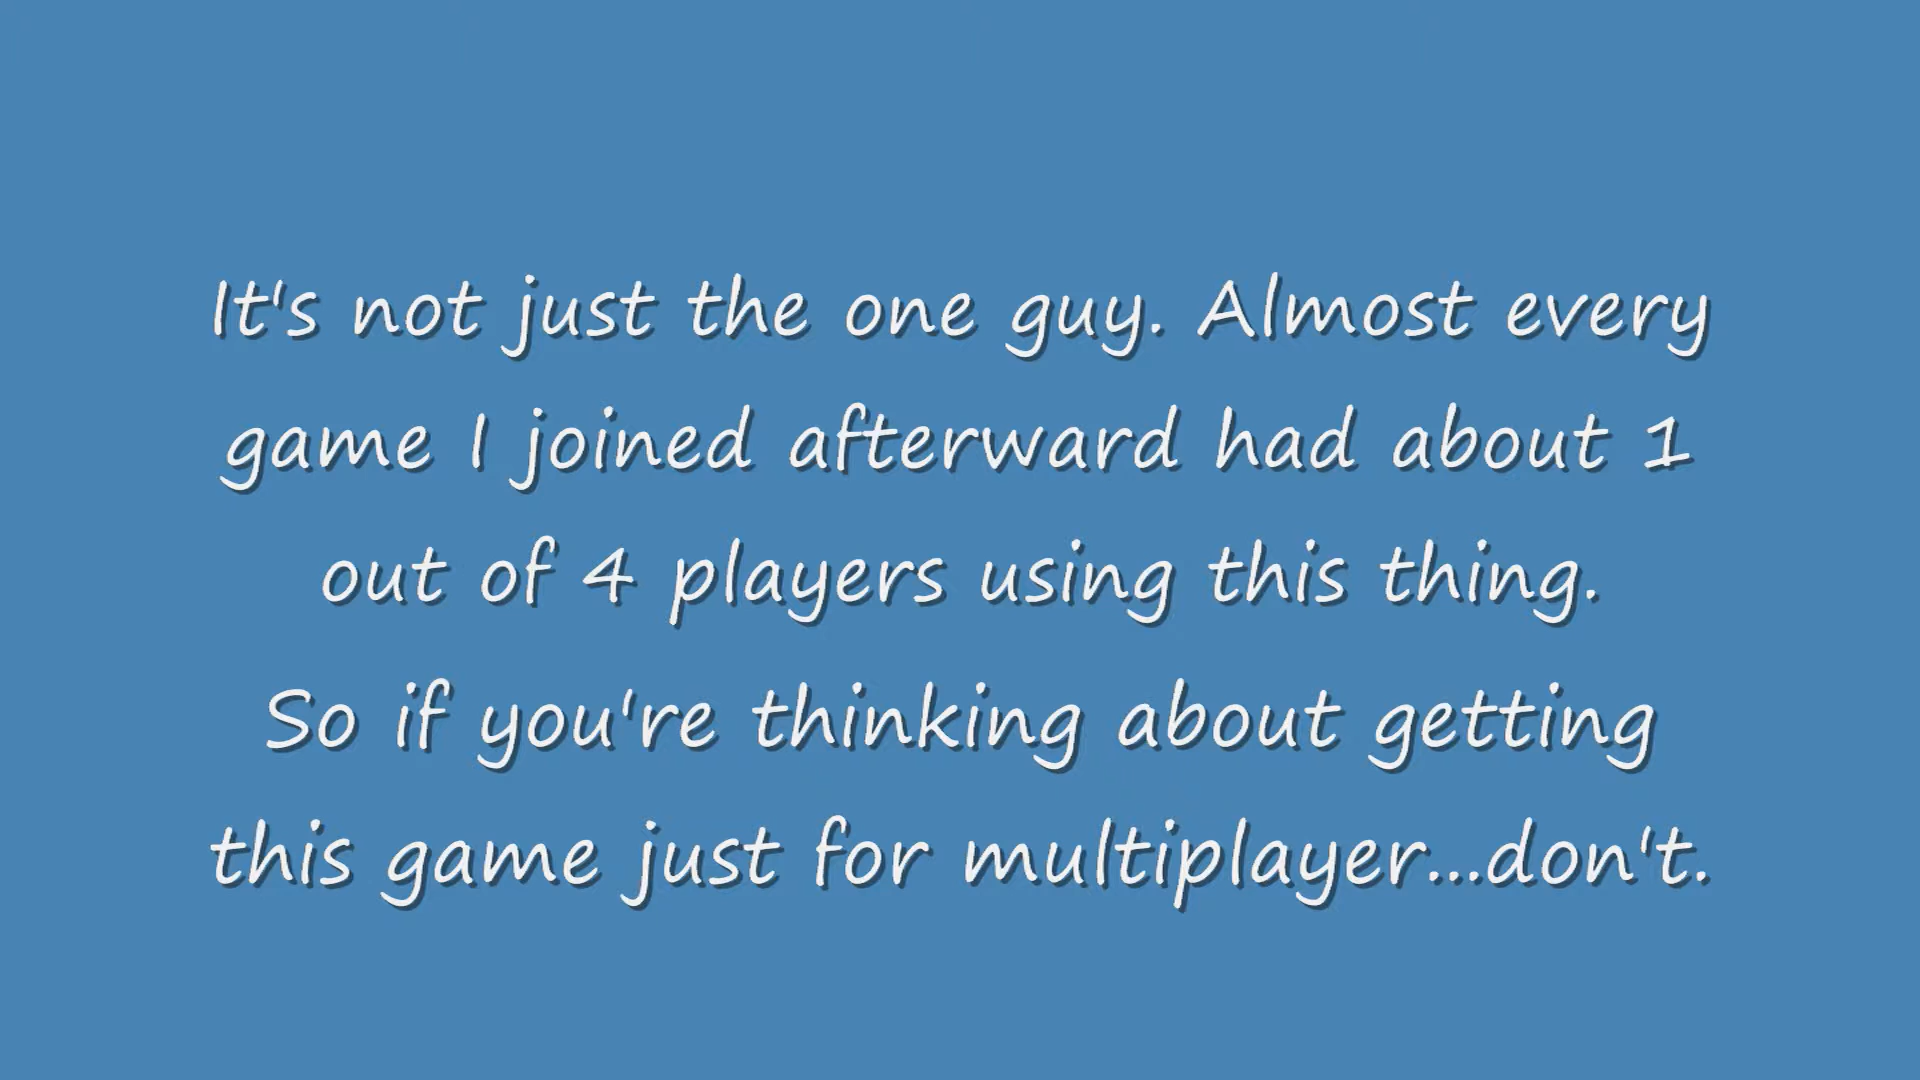 It's not just the one guy. Almost every
game I joined afterward had about 1
out of 4 players using this thing.
So if you're thinking about getting
this game just for multiplayer...don't.